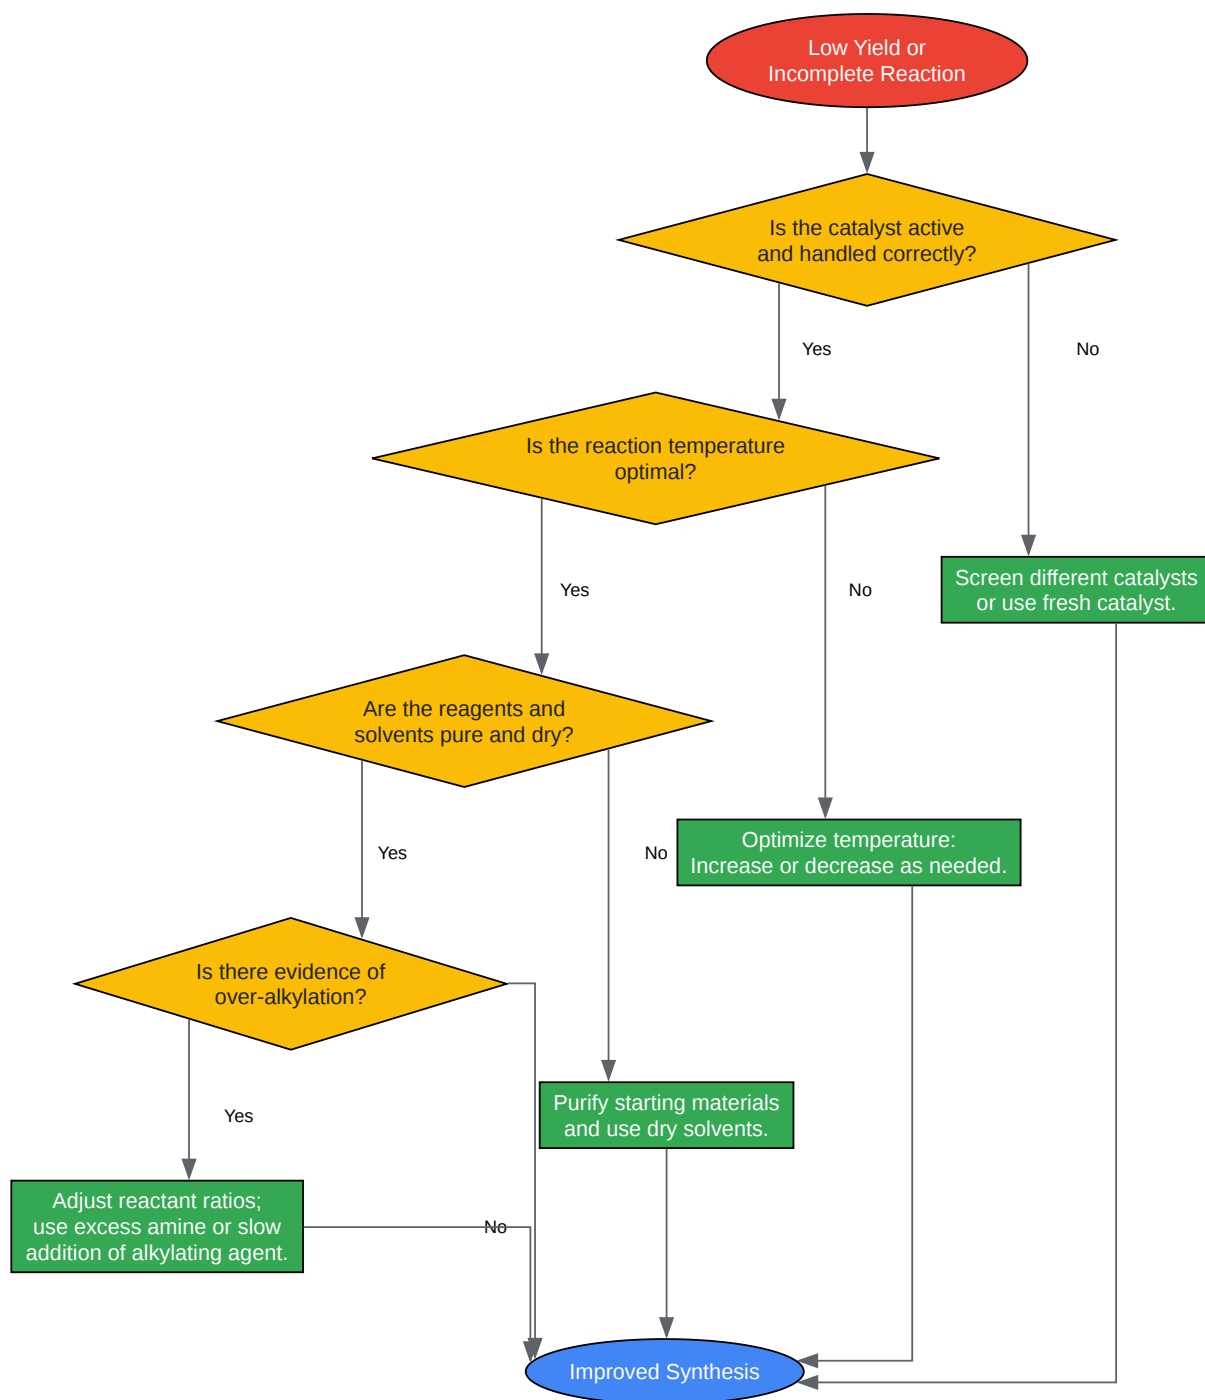 Low Yield or
Incomplete Reaction
Is the catalyst active
and handled correctly?
Yes
No
Is the reaction temperature
optimal?
Yes
No
Screen different catalysts
or use fresh catalyst.
Are the reagents and
solvents pure and dry?
Yes
No
Optimize temperature:
Increase or decrease as needed.
Is there evidence of
over-alkylation?
Yes
No
Purify starting materials
and use dry solvents.
Adjust reactant ratios;
use excess amine or slow
addition of alkylating agent.
Improved Synthesis